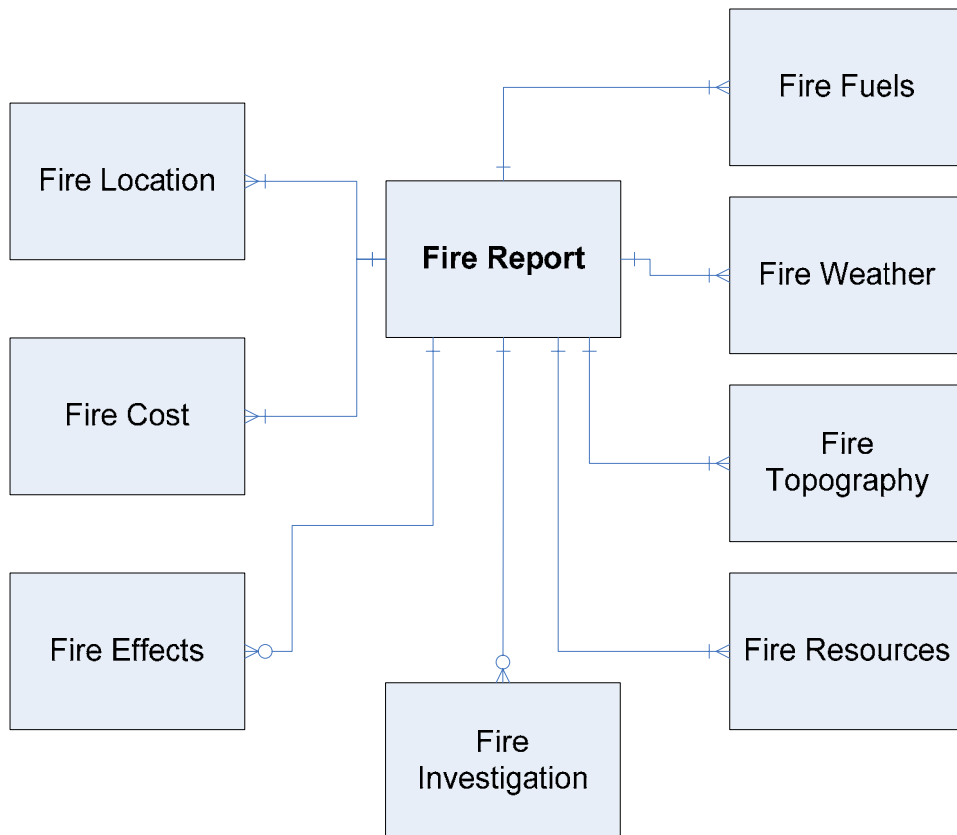 Fire Fuels
Fire Location
Fire Report
Fire Weather
Fire Cost
Fire
Topography
Fire Effects
Fire Resources
Fire
Investigation